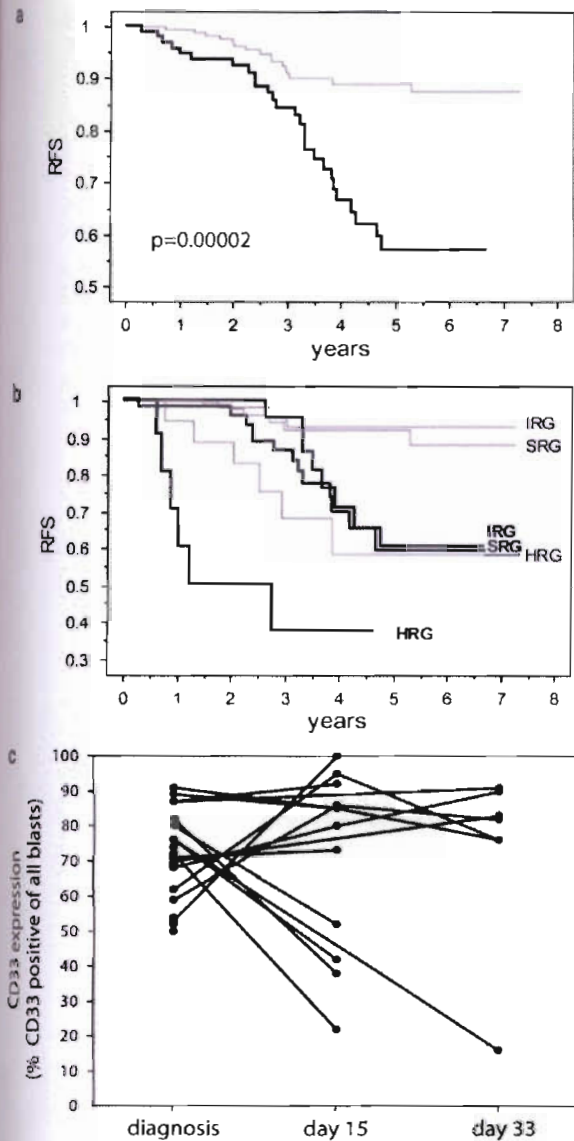 a
1
0.9
0.8
0.7
0.6
0.5
RFS
p=0.00002
0 1 2 3 4 5 6 7 8
years
b
1
0.9
0.8
0.7
0.6
0.5
0.4
0.3
RFS
IRG
SRG
IRG
SRG
HRG
HRG
0 1 2 3 4 5 6 7 8
years
c
100
90
80
70
60
50
40
30
20
10
0
CD33 expression
(% CD33 positive of all blasts)
diagnosis day 15 day 33